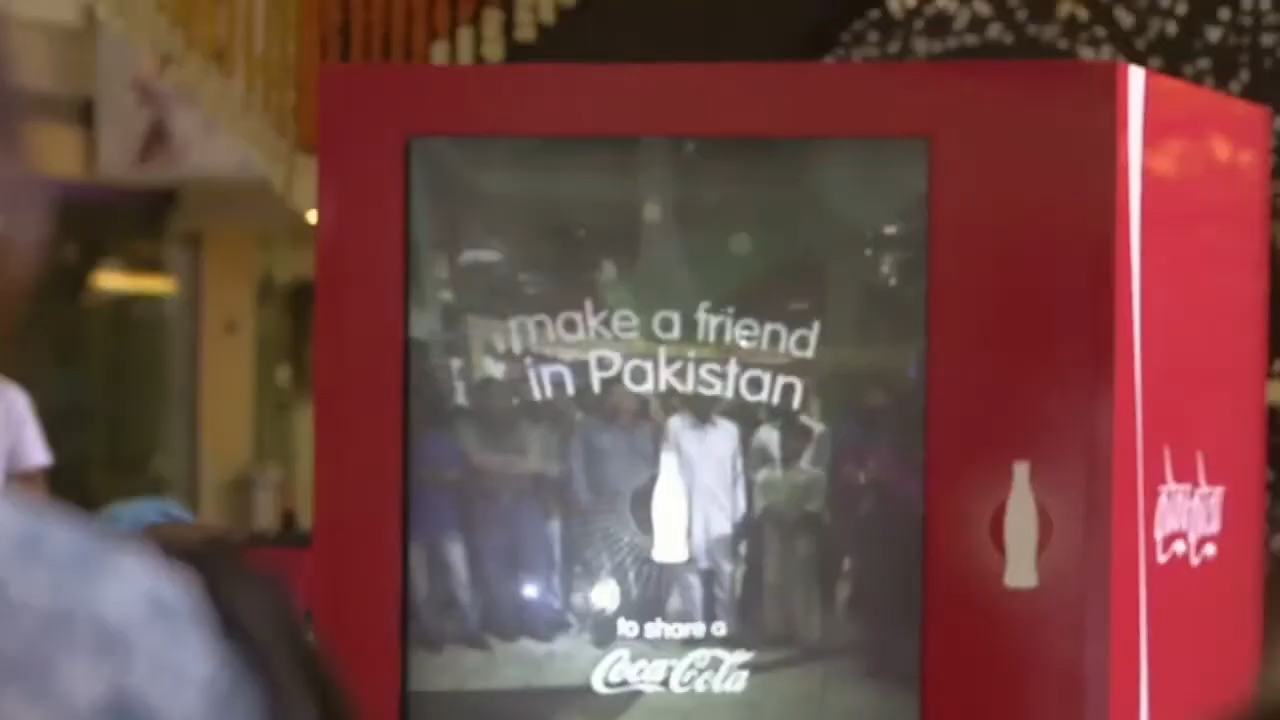 make a friend
in Pakistan
to share a
Coca-Cola